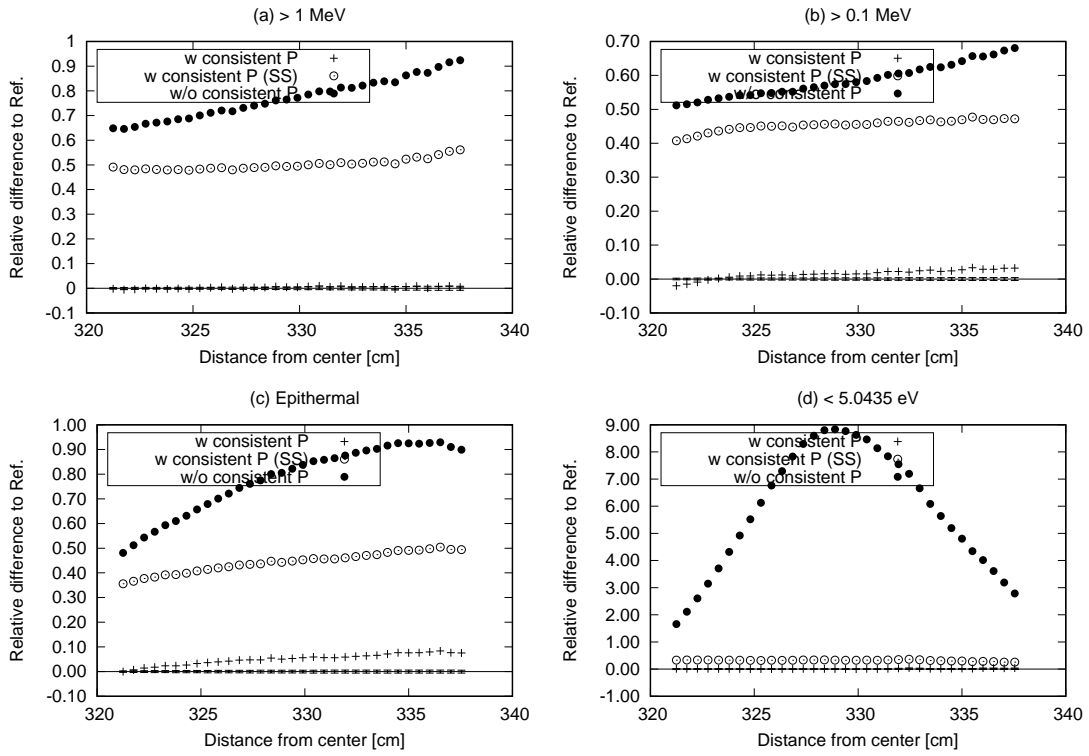 (a) > 1 MeV
1
0.9
0.8
0.7
0.6
0.5
0.4
0.3
0.2
0.1
0
-0.1
Relative difference to Ref.
w consistent P
w consistent P (SS)
w/o consistent P
320
325
330
335
340
Distance from center [cm]
(b) > 0.1 MeV
0.70
0.60
0.50
0.40
0.30
0.20
0.10
0.00
-0.10
Relative difference to Ref.
w consistent P
w consistent P (SS)
w/o consistent P
320
325
330
335
340
Distance from center [cm]
(c) Epithermal
1.00
0.90
0.80
0.70
0.60
0.50
0.40
0.30
0.20
0.10
0.00
-0.10
Relative difference to Ref.
w consistent P
w consistent P (SS)
w/o consistent P
320
325
330
335
340
Distance from center [cm]
(d) < 5.0435 eV
9.00
8.00
7.00
6.00
5.00
4.00
3.00
2.00
1.00
0.00
-1.00
Relative difference to Ref.
w consistent P
w consistent P (SS)
w/o consistent P
320
325
330
335
340
Distance from center [cm]